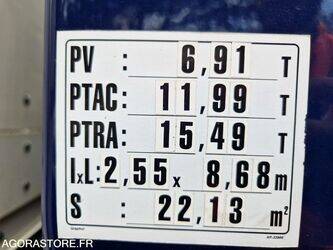 PV : 6,91 T
PTAC: 11,99 T
PTRA: 15,49 T
IxL: 2,55 x 8,68 m
S : 22,13 m²
AGORASTORE.FR